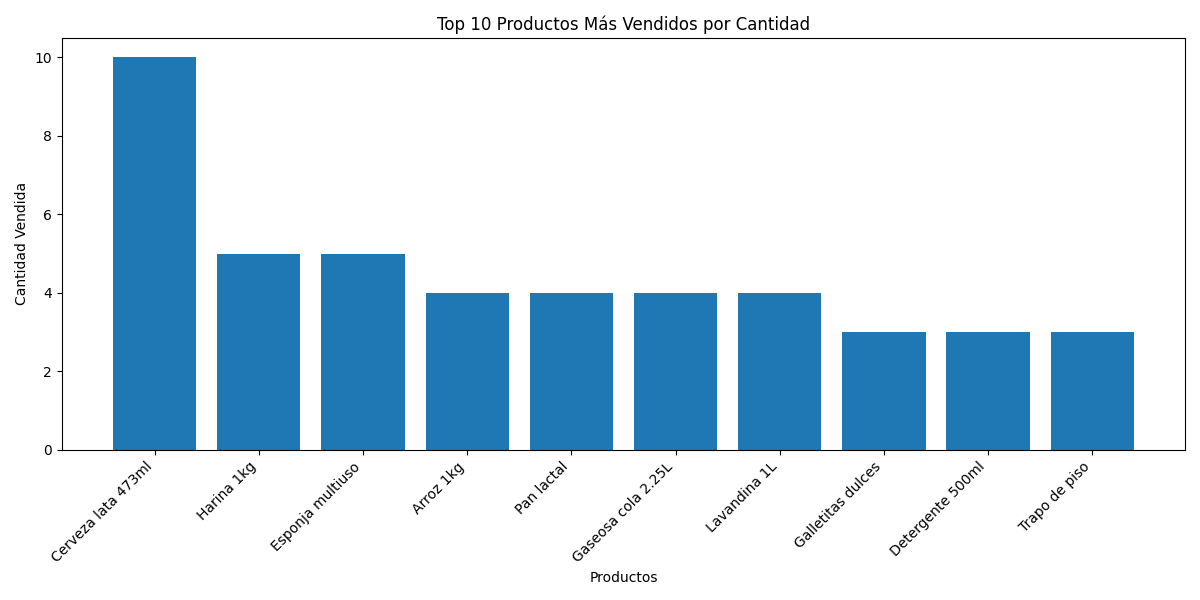 Top 10 Productos Más Vendidos por Cantidad
Cantidad Vendida
10
8
6
4
2
0
Cerveza lata 473ml
Harina 1kg
Esponja multiuso
Arroz 1kg
Pan lactal
Gaseosa cola 2.25L
Lavandina 1L
Galletitas dulces
Detergente 500ml
Trapo de piso
Productos